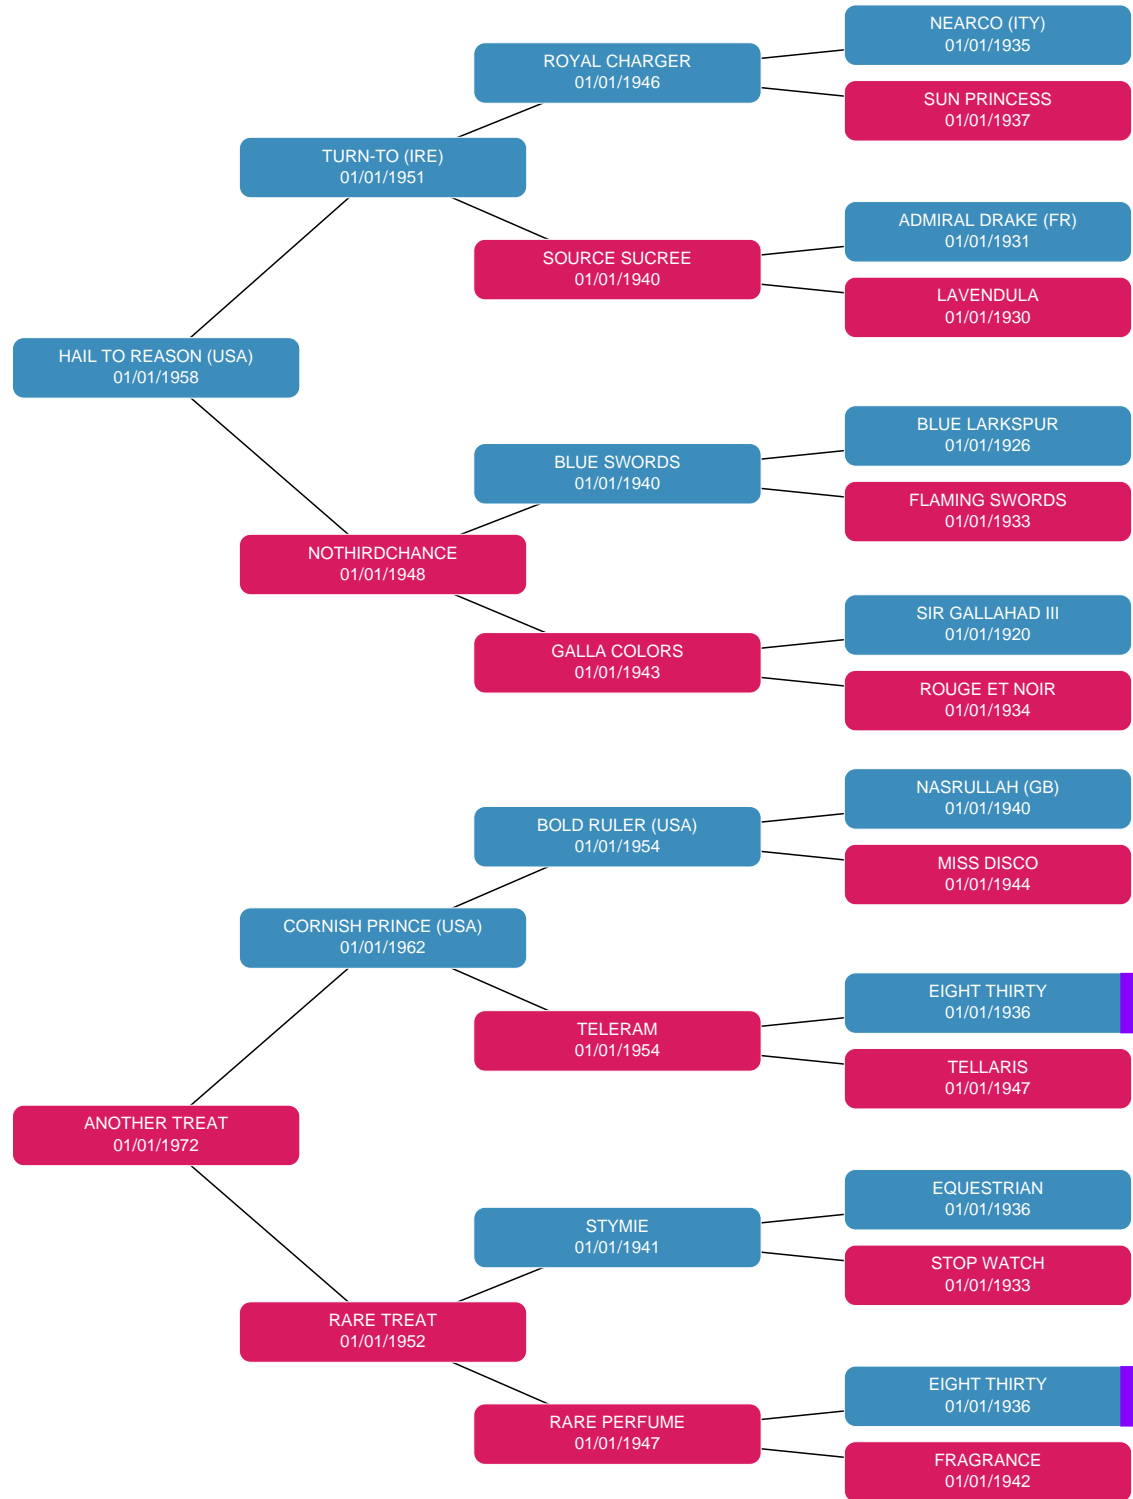 NEARCO (ITY)
01/01/1935
ROYAL CHARGER
01/01/1946
SUN PRINCESS
01/01/1937
TURN-TO (IRE)
01/01/1951
ADMIRAL DRAKE (FR)
01/01/1931
SOURCE SUCREE
01/01/1940
LAVENDULA
01/01/1930
HAIL TO REASON (USA)
01/01/1958
BLUE LARKSPUR
01/01/1926
BLUE SWORDS
01/01/1940
FLAMING SWORDS
01/01/1933
NOTHIRDCHANCE
01/01/1948
SIR GALLAHAD III
01/01/1920
GALLA COLORS
01/01/1943
ROUGE ET NOIR
01/01/1934
NASRULLAH (GB)
01/01/1940
BOLD RULER (USA)
01/01/1954
MISS DISCO
01/01/1944
CORNISH PRINCE (USA)
01/01/1962
EIGHT THIRTY
01/01/1936
TELERAM
01/01/1954
TELLARIS
01/01/1947
ANOTHER TREAT
01/01/1972
EQUESTRIAN
01/01/1936
STYMIE
01/01/1941
STOP WATCH
01/01/1933
RARE TREAT
01/01/1952
EIGHT THIRTY
01/01/1936
RARE PERFUME
01/01/1947
FRAGRANCE
01/01/1942